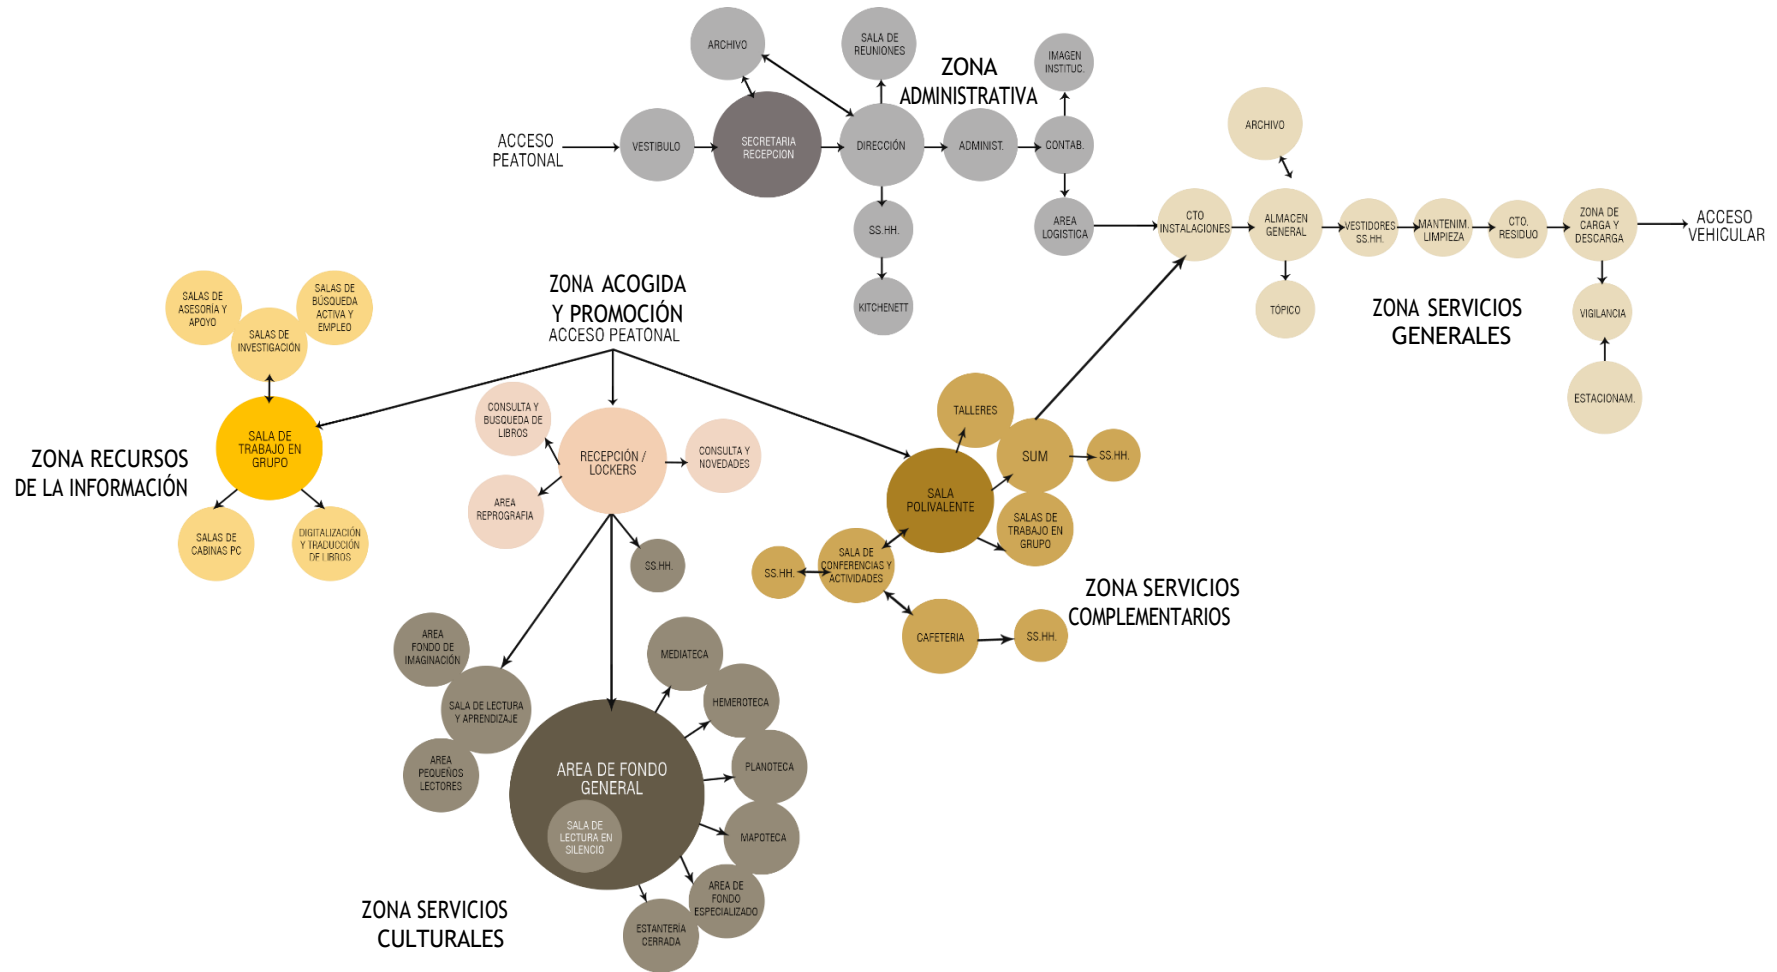 ARCHIVO
SALA DE
REUNIONES
ZONA
ADMINISTRATIVA
IMAGEN
INSTITUC.
ACCESO
PEATONAL
VESTIBULO
SECRETARIA
RECEPCION
DIRECCIÓN
ADMINIST.
CONTAB.
SS.HH.
KITCHENETT
AREA
LOGISTICA
ARCHIVO
CTO
INSTALACIONES
ALMACEN
GENERAL
VESTIDORES
SS.HH.
MANTENIM.
LIMPIEZA
CTO.
RESIDUO
ZONA DE
CARGA Y
DESCARGA
ACCESO
VEHICULAR
TÓPICO
ZONA SERVICIOS
GENERALES
VIGILANCIA
ESTACIONAM.
ZONA ACOGIDA
Y PROMOCIÓN
ACCESO PEATONAL
SALAS DE
ASESORÍA Y
APOYO
SALAS DE
BÚSQUEDA
ACTIVA Y
EMPLEO
SALAS DE
INVESTIGACIÓN
SALA DE
TRABAJO EN
GRUPO
ZONA RECURSOS
DE LA INFORMACIÓN
SALAS DE
CABINAS PC
DIGITALIZACIÓN
Y TRADUCCIÓN
DE LIBROS
CONSULTA Y
BUSQUEDA DE
LIBROS
RECEPCIÓN /
LOCKERS
CONSULTA Y
NOVEDADES
AREA
REPROGRAFIA
SS.HH.
TALLERES
SUM
SS.HH.
SALA
POLIVALENTE
SALAS DE
TRABAJO EN
GRUPO
SALA DE
CONFERENCIAS Y
ACTIVIDADES
SS.HH.
CAFETERIA
SS.HH.
ZONA SERVICIOS
COMPLEMENTARIOS
AREA
FONDO DE
IMAGINACIÓN
SALA DE LECTURA
Y APRENDIZAJE
AREA
PEQUEÑOS
LECTORES
AREA DE FONDO
GENERAL
SALA DE
LECTURA EN
SILENCIO
MEDIATECA
HEMEROTECA
PLANOTECA
MAPOTECA
AREA DE
FONDO
ESPECIALIZADO
ESTANTERÍA
CERRADA
ZONA SERVICIOS
CULTURALES